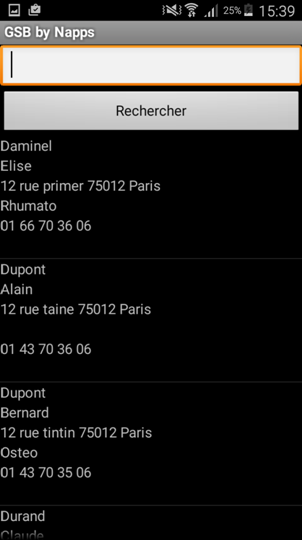 25% 15:39
GSB by Napps
Rechercher
Daminel
Elise
12 rue primer 75012 Paris
Rhumato
01 66 70 36 06
Dupont
Alain
12 rue taine 75012 Paris
01 43 70 36 06
Dupont
Bernard
12 rue tintin 75012 Paris
Osteo
01 43 70 35 06
Durand
Claude